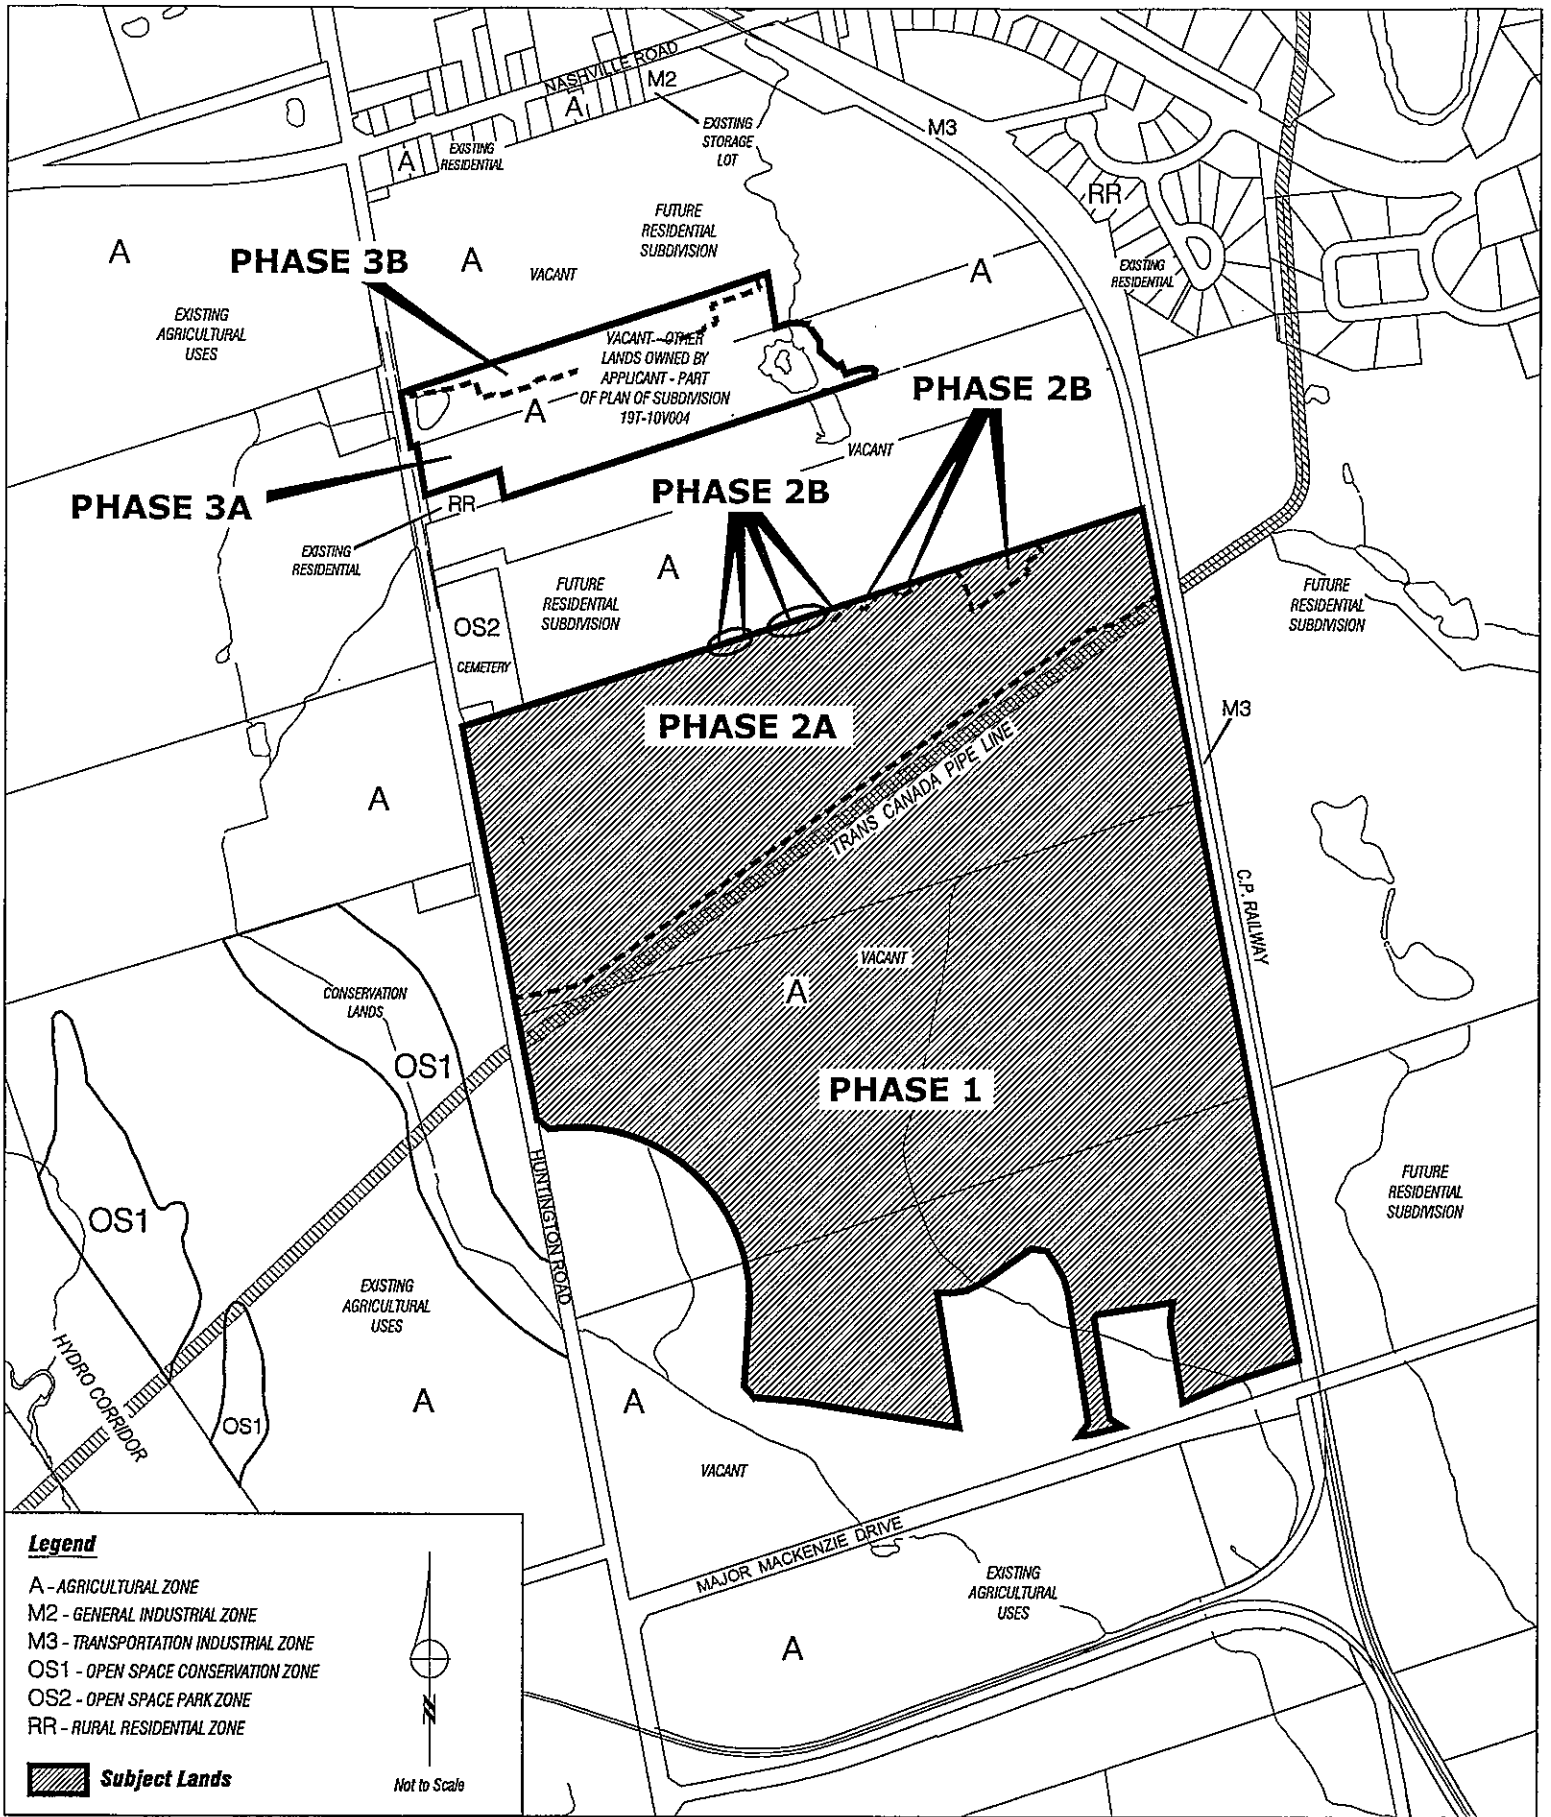 NASHVILLE ROAD
M2
A
EXISTING
STORAGE
LOT
M3
A
EXISTING
RESIDENTIAL
RR
FUTURE
RESIDENTIAL
SUBDIVISION
A
PHASE 3B
A
VACANT
A
EXISTING
RESIDENTIAL
EXISTING
AGRICULTURAL
USES
VACANT - OTHER
LANDS OWNED BY
APPLICANT - PART
OF PLAN OF SUBDIVISION
19T-10V004
A
PHASE 2B
VACANT
PHASE 3A
RR
PHASE 2B
EXISTING
RESIDENTIAL
A
FUTURE
RESIDENTIAL
SUBDIVISION
FUTURE
RESIDENTIAL
SUBDIVISION
OS2
CEMETERY
PHASE 2A
M3
TRANS CANADA PIPE LINE
A
C.P. RAILWAY
VACANT
A
CONSERVATION
LANDS
OS1
PHASE 1
HUNTINGTON ROAD
FUTURE
RESIDENTIAL
SUBDIVISION
OS1
EXISTING
AGRICULTURAL
USES
HYDRO CORRIDOR
A
A
OS1
VACANT
MAJOR MACKENZIE DRIVE
EXISTING
AGRICULTURAL
USES
A
Legend
A - AGRICULTURAL ZONE
M2 - GENERAL INDUSTRIAL ZONE
M3 - TRANSPORTATION INDUSTRIAL ZONE
OS1 - OPEN SPACE CONSERVATION ZONE
OS2 - OPEN SPACE PARK ZONE
RR - RURAL RESIDENTIAL ZONE
Subject Lands
N
Not to Scale